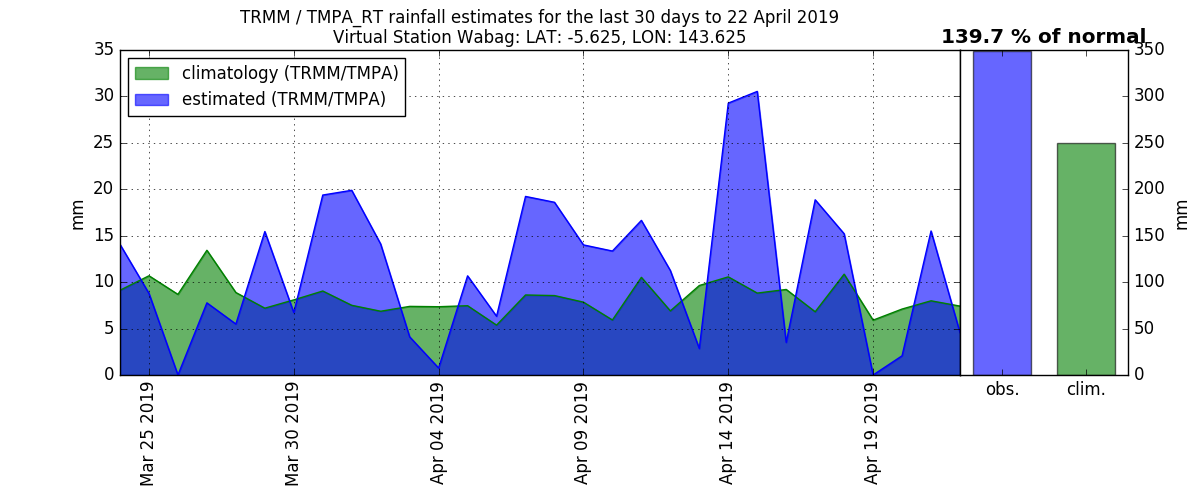 TRMM / TMPA_RT rainfall estimates for the last 30 days to 22 April 2019
Virtual Station Wabag: LAT: -5.625, LON: 143.625
139.7 % of normal
climatology (TRMM/TMPA)
estimated (TRMM/TMPA)
35
30
25
20
15
10
5
0
mm
Mar 25 2019
Mar 30 2019
Apr 04 2019
Apr 09 2019
Apr 14 2019
Apr 19 2019
obs.
clim.
350
300
250
200
150
100
50
0
mm